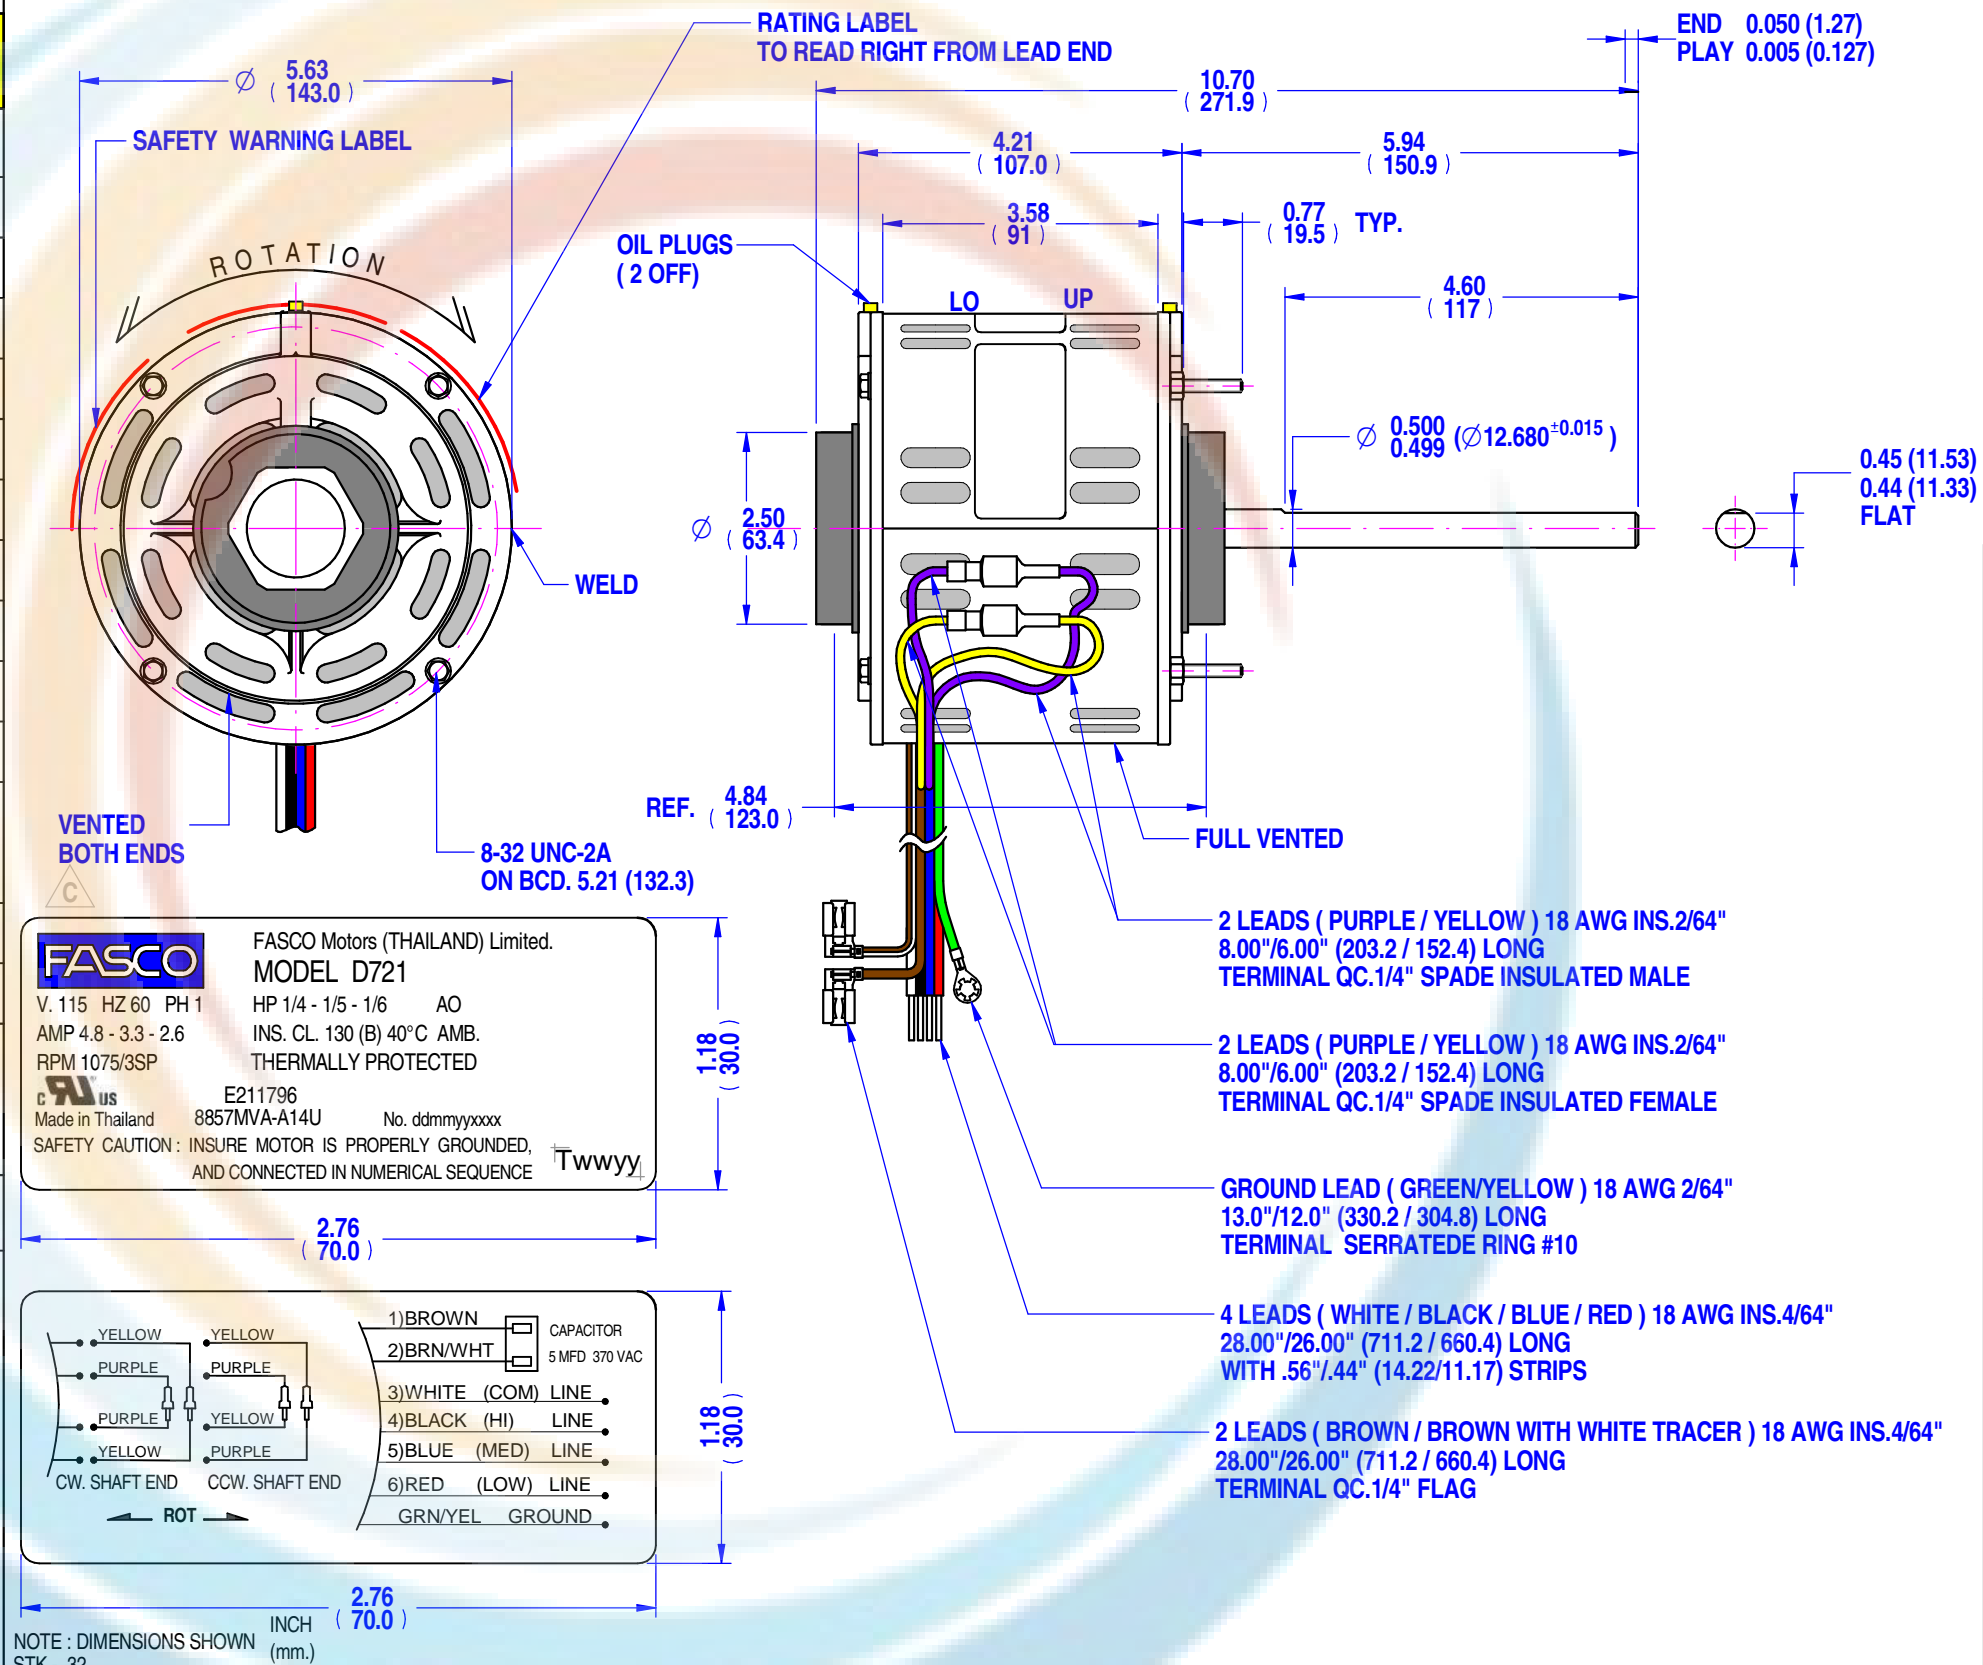 RATING LABEL
TO READ RIGHT FROM LEAD END
END 0.050 (1.27)
PLAY 0.005 (0.127)
Ø 5.63
( 143.0 )
10.70
( 271.9 )
SAFETY WARNING LABEL
4.21
( 107.0 )
5.94
( 150.9 )
3.58
( 91 )
0.77
( 19.5 ) TYP.
ROTATION
OIL PLUGS
( 2 OFF)
LO UP
4.60
( 117 )
Ø 0.500
0.499 (Ø12.680±0.015 )
0.45 (11.53)
0.44 (11.33)
FLAT
Ø 2.50
( 63.4 )
WELD
REF. 4.84
( 123.0 )
VENTED
BOTH ENDS
C
8-32 UNC-2A
ON BCD. 5.21 (132.3)
FULL VENTED
2 LEADS ( PURPLE / YELLOW ) 18 AWG INS.2/64"
8.00"/6.00" (203.2 / 152.4) LONG
TERMINAL QC.1/4" SPADE INSULATED MALE
2 LEADS ( PURPLE / YELLOW ) 18 AWG INS.2/64"
8.00"/6.00" (203.2 / 152.4) LONG
TERMINAL QC.1/4" SPADE INSULATED FEMALE
GROUND LEAD ( GREEN/YELLOW ) 18 AWG 2/64"
13.0"/12.0" (330.2 / 304.8) LONG
TERMINAL SERRATEDE RING #10
4 LEADS ( WHITE / BLACK / BLUE / RED ) 18 AWG INS.4/64"
28.00"/26.00" (711.2 / 660.4) LONG
WITH .56"/.44" (14.22/11.17) STRIPS
2 LEADS ( BROWN / BROWN WITH WHITE TRACER ) 18 AWG INS.4/64"
28.00"/26.00" (711.2 / 660.4) LONG
TERMINAL QC.1/4" FLAG
FASCO
FASCO Motors (THAILAND) Limited.
MODEL D721
V. 115 HZ 60 PH 1 HP 1/4 - 1/5 - 1/6 AO
AMP 4.8 - 3.3 - 2.6 INS. CL. 130 (B) 40°C AMB.
RPM 1075/3SP THERMALLY PROTECTED
c RU us E211796
Made in Thailand 8857MVA-A14U No. ddmmyyxxxx
SAFETY CAUTION : INSURE MOTOR IS PROPERLY GROUNDED,
AND CONNECTED IN NUMERICAL SEQUENCE
Twwyy
1.18
( 30.0 )
2.76
( 70.0 )
YELLOW YELLOW
PURPLE PURPLE
PURPLE YELLOW
YELLOW PURPLE
CW. SHAFT END CCW. SHAFT END
ROT
1)BROWN
2)BRN/WHT
CAPACITOR
5 MFD 370 VAC
3)WHITE (COM) LINE
4)BLACK (HI) LINE
5)BLUE (MED) LINE
6)RED (LOW) LINE
GRN/YEL GROUND
1.18
( 30.0 )
2.76
( 70.0 )
NOTE : DIMENSIONS SHOWN INCH
(mm.)
STK. 32